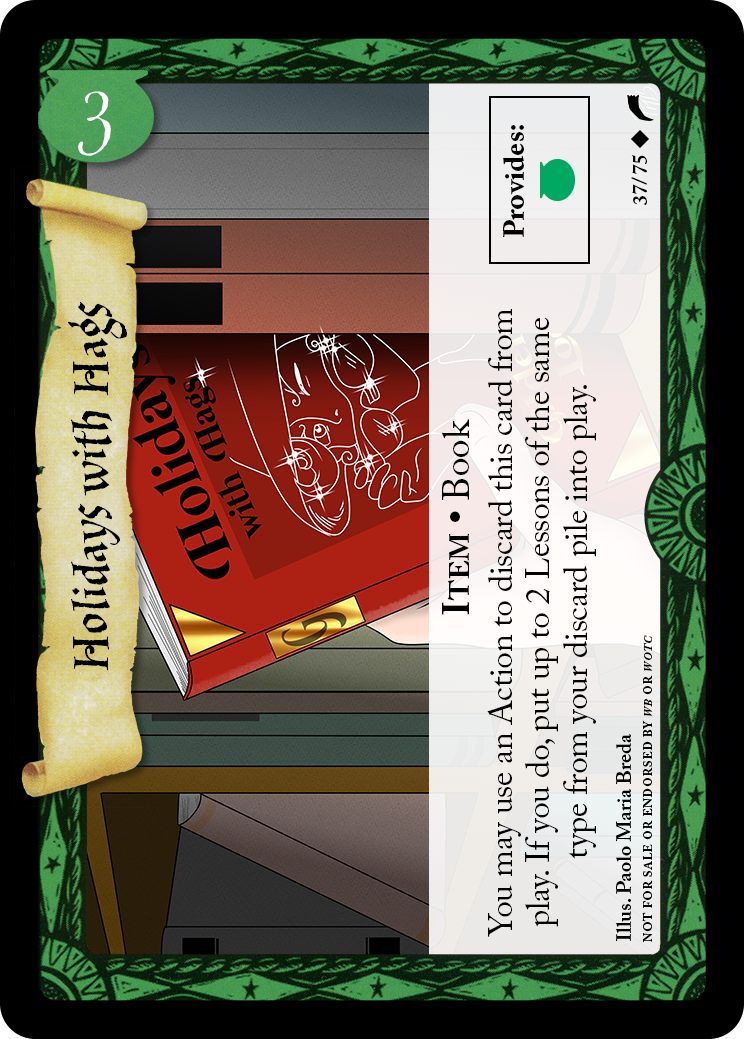 3
Holidays with Hags
Holidays
with Hags
G
ITEM • Book
Provides:
You may use an Action to discard this card from
play. If you do, put up to 2 Lessons of the same
type from your discard pile into play.
Illus. Paolo Maria Breda
NOT FOR SALE OR ENDORSED BY WB OR WOTC
37/75